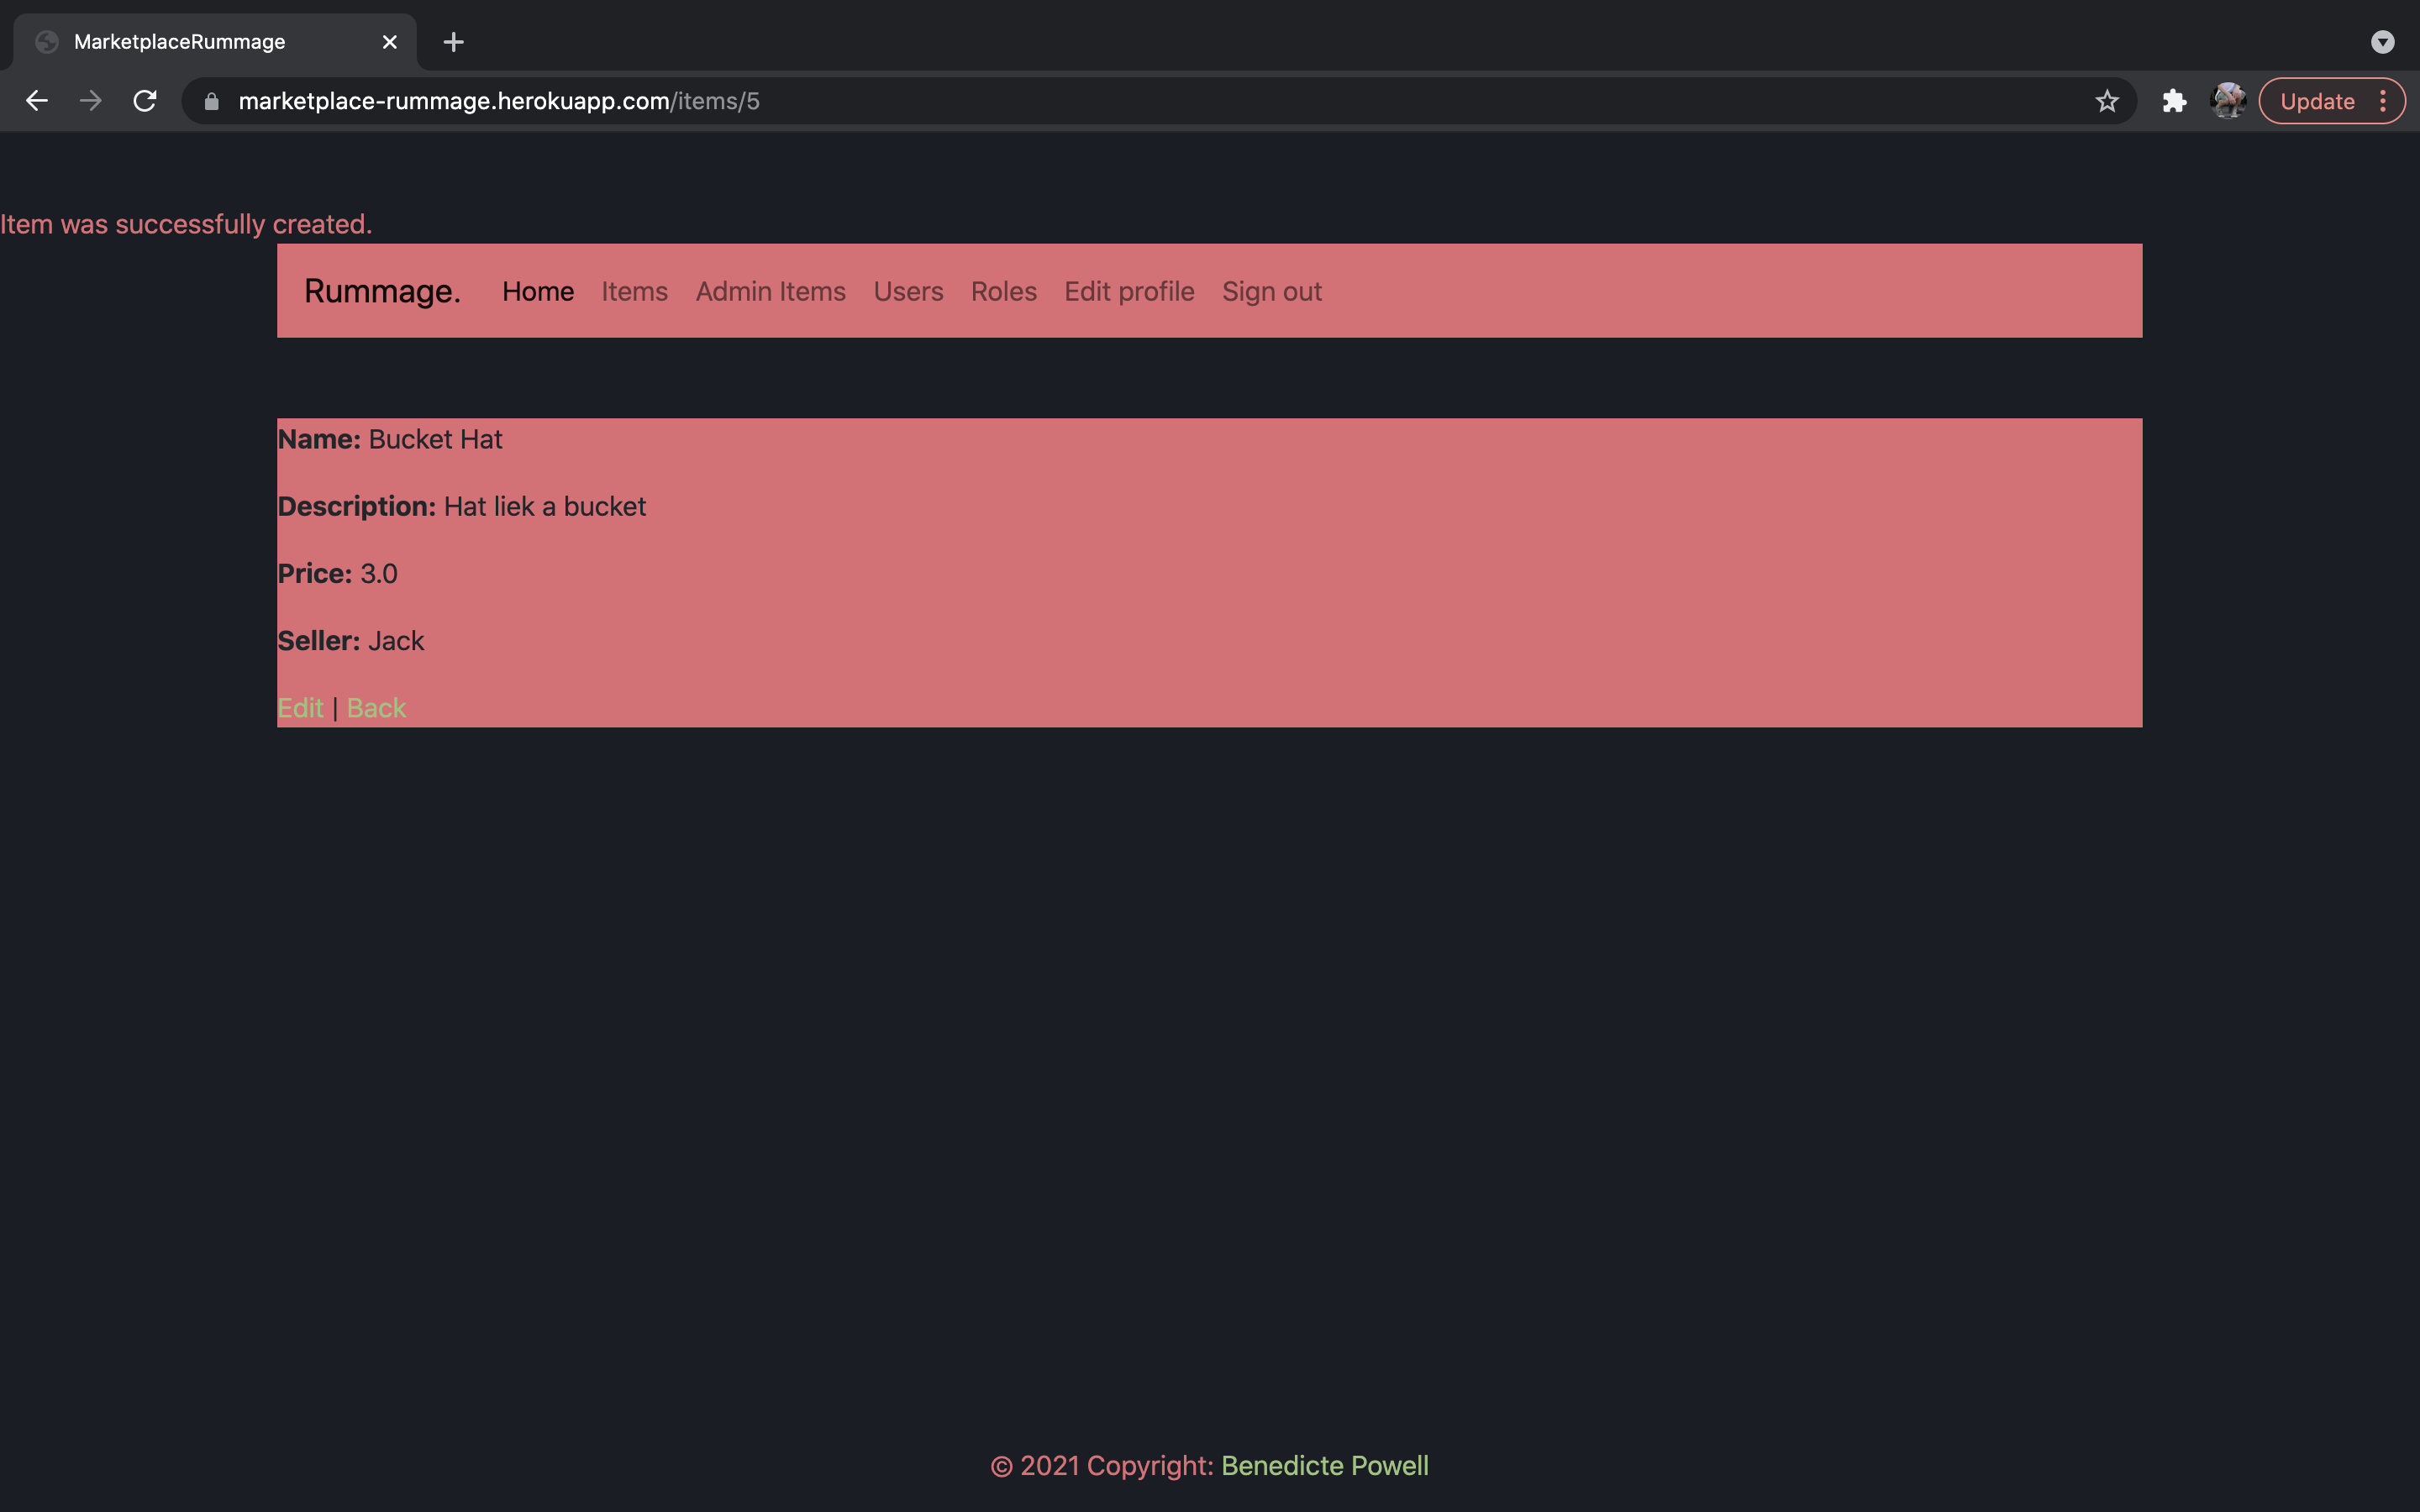 MarketplaceRummage
marketplace-rummage.herokuapp.com/items/5
Update
Item was successfully created.
Rummage. Home Items Admin Items Users Roles Edit profile Sign out
Name: Bucket Hat
Description: Hat liek a bucket
Price: 3.0
Seller: Jack
Edit | Back
© 2021 Copyright: Benedicte Powell